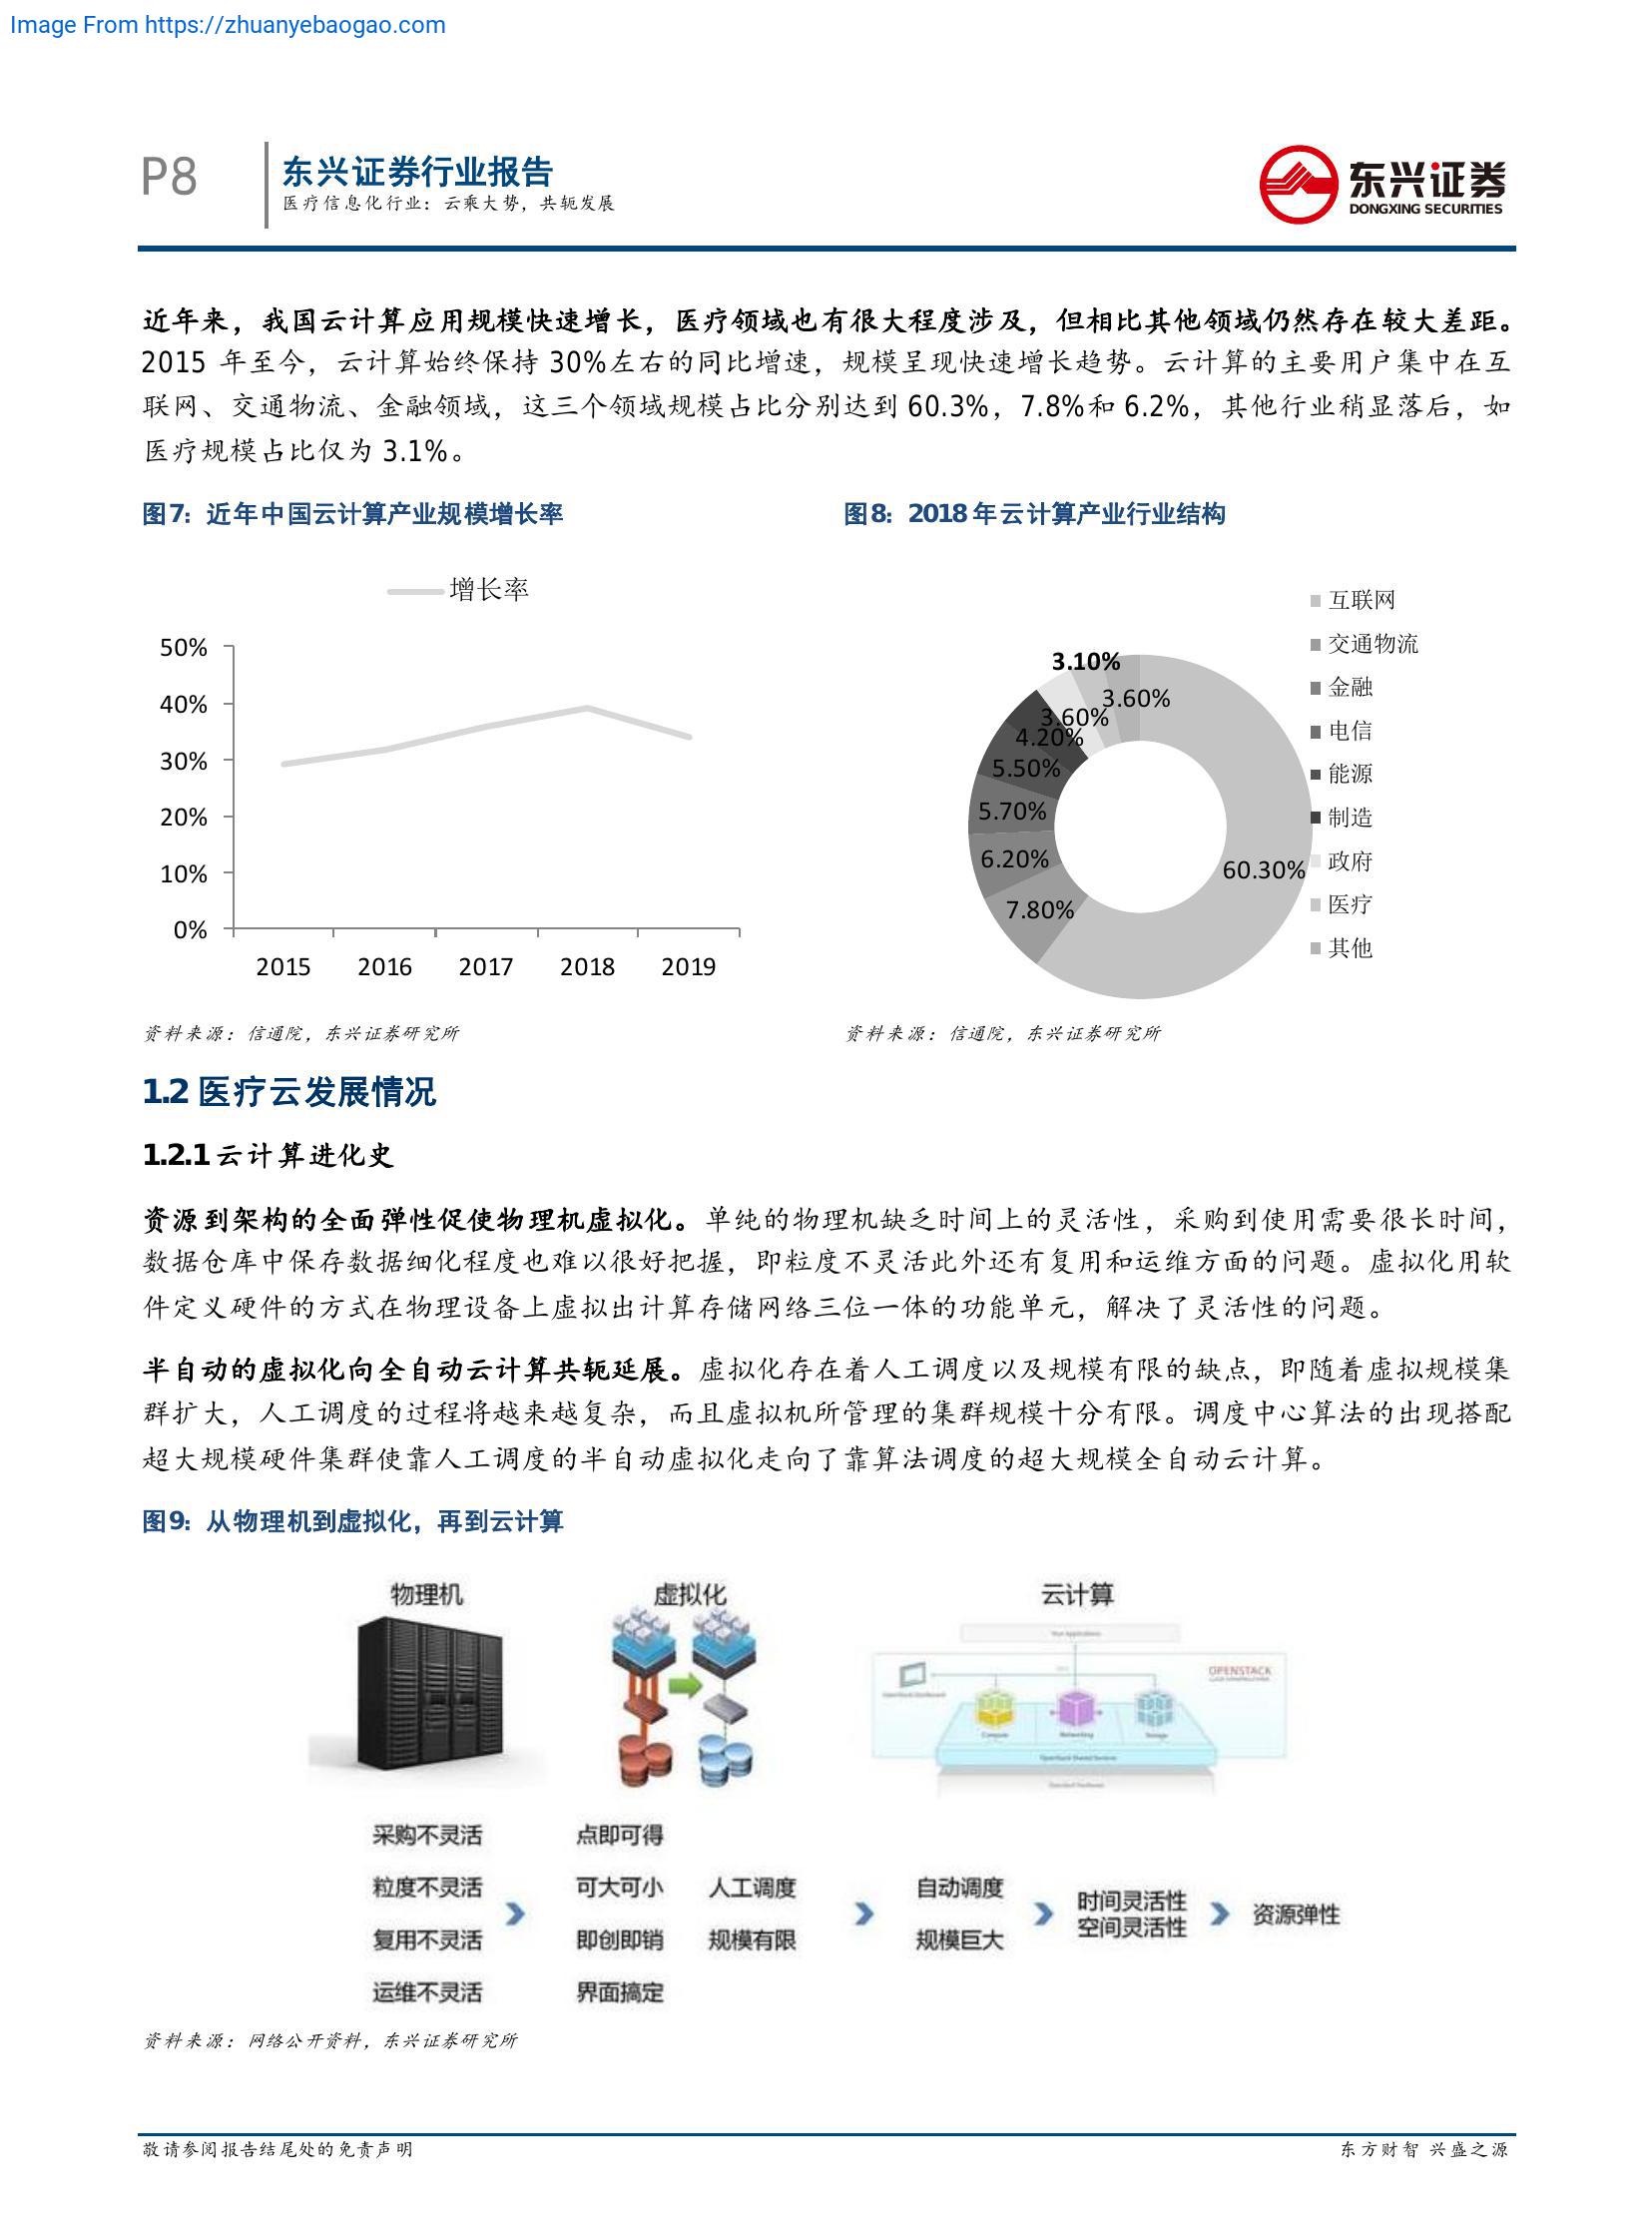 Image From https://zhuanyebaogao.com
P8
东兴证券行业报告
医疗信息化行业：云乘大势，共轭发展
东兴证券
DONGXING SECURITIES
近年来，我国云计算应用规模快速增长，医疗领域也有很大程度涉及，但相比其他领域仍然存在较大差距。
2015 年至今，云计算始终保持 30%左右的同比增速，规模呈现快速增长趋势。云计算的主要用户集中在互
联网、交通物流、金融领域，这三个领域规模占比分别达到 60.3%，7.8%和 6.2%，其他行业稍显落后，如
医疗规模占比仅为 3.1%。
图7：近年中国云计算产业规模增长率
增长率
50%
40%
30%
20%
10%
0%
2015 2016 2017 2018 2019
资料来源：信通院，东兴证券研究所
图8：2018 年云计算产业行业结构
3.10%
3.60%
3.60%
4.20%
5.50%
5.70%
6.20%
7.80%
60.30%
互联网
交通物流
金融
电信
能源
制造
政府
医疗
其他
资料来源：信通院，东兴证券研究所
1.2 医疗云发展情况
1.2.1 云计算进化史
资源到架构的全面弹性促使物理机虚拟化。单纯的物理机缺乏时间上的灵活性，采购到使用需要很长时间，
数据仓库中保存数据细化程度也难以很好把握，即粒度不灵活此外还有复用和运维方面的问题。虚拟化用软
件定义硬件的方式在物理设备上虚拟出计算存储网络三位一体的功能单元，解决了灵活性的问题。
半自动的虚拟化向全自动云计算共轭延展。虚拟化存在着人工调度以及规模有限的缺点，即随着虚拟规模集
群扩大，人工调度的过程将越来越复杂，而且虚拟机所管理的集群规模十分有限。调度中心算法的出现搭配
超大规模硬件集群使靠人工调度的半自动虚拟化走向了靠算法调度的超大规模全自动云计算。
图9：从物理机到虚拟化，再到云计算
物理机
虚拟化
云计算
OPENSTACK
采购不灵活
粒度不灵活
复用不灵活
运维不灵活
点即可得
可大可小
即创即销
界面搞定
人工调度
规模有限
自动调度
规模巨大
时间灵活性
空间灵活性
资源弹性
资料来源：网络公开资料，东兴证券研究所
敬请参阅报告结尾处的免责声明
东方财智 兴盛之源